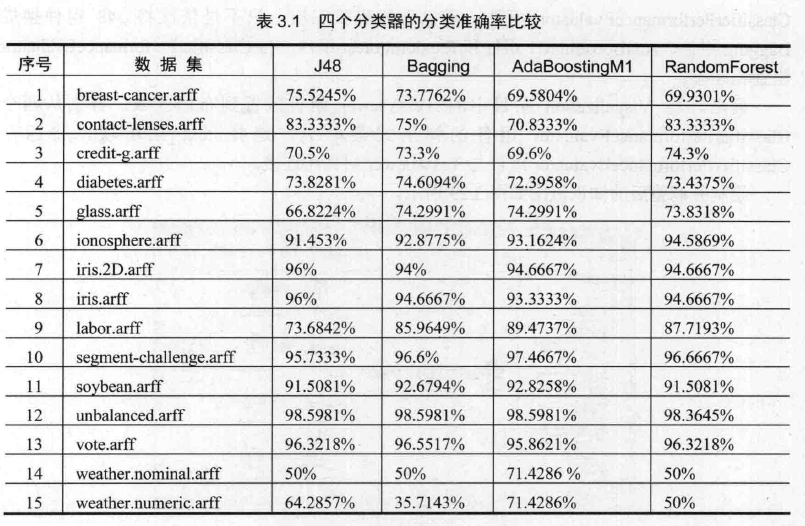 表 3.1 四个分类器的分类准确率比较
序号 数据集 J48 Bagging AdaBoostingM1 RandomForest
1 breast-cancer.arff 75.5245% 73.7762% 69.5804% 69.9301%
2 contact-lenses.arff 83.3333% 75% 70.8333% 83.3333%
3 credit-g.arff 70.5% 73.3% 69.6% 74.3%
4 diabetes.arff 73.8281% 74.6094% 72.3958% 73.4375%
5 glass.arff 66.8224% 74.2991% 74.2991% 73.8318%
6 ionosphere.arff 91.453% 92.8775% 93.1624% 94.5869%
7 iris.2D.arff 96% 94% 94.6667% 94.6667%
8 iris.arff 96% 94.6667% 93.3333% 94.6667%
9 labor.arff 73.6842% 85.9649% 89.4737% 87.7193%
10 segment-challenge.arff 95.7333% 96.6% 97.4667% 96.6667%
11 soybean.arff 91.5081% 92.6794% 92.8258% 91.5081%
12 unbalanced.arff 98.5981% 98.5981% 98.5981% 98.3645%
13 vote.arff 96.3218% 96.5517% 95.8621% 96.3218%
14 weather.nominal.arff 50% 50% 71.4286 % 50%
15 weather.numeric.arff 64.2857% 35.7143% 71.4286% 50%